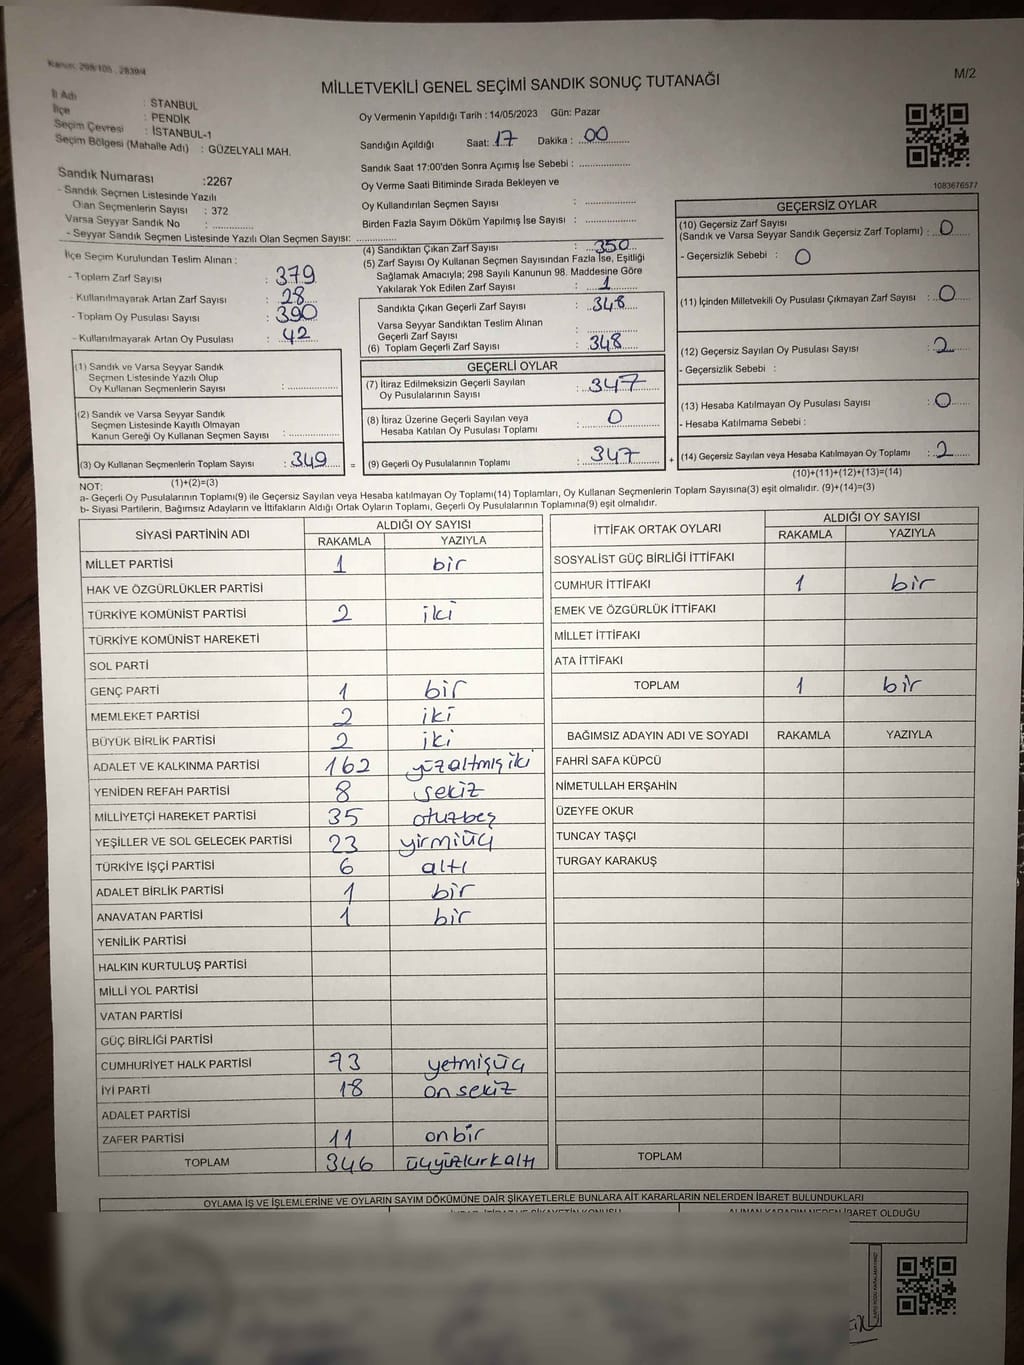 Kanun: 298/105 , 2839/4
M/2
MİLLETVEKİLİ GENEL SEÇİMİ SANDIK SONUÇ TUTANAĞI
İl Adı : STANBUL
İlçe : PENDİK
Seçim Çevresi : İSTANBUL-1
Seçim Bölgesi (Mahalle Adı) : GÜZELYALI MAH.
Oy Vermenin Yapıldığı Tarih : 14/05/2023 Gün: Pazar
Sandığın Açıldığı Saat: 17 Dakika : 00
Sandık Saat 17:00'den Sonra Açımış İse Sebebi : ..............
Oy Verme Saati Bitiminde Sırada Bekleyen ve
Oy Kullandırılan Seçmen Sayısı : ..............
Birden Fazla Sayım Döküm Yapılmış İSe Sayısı : ..............
1083676577
Sandık Numarası :2267
- Sandık Seçmen Listesinde Yazılı
Olan Seçmenlerin Sayısı : 372
Varsa Seyyar Sandık No : ............
- Seyyar Sandık Seçmen Listesinde Yazılı Olan Seçmen Sayısı: ............
İlçe Seçim Kurulundan Teslim Alınan :
- Toplam Zarf Sayısı : 379
- Kullanılmayarak Artan Zarf Sayısı : 28
- Toplam Oy Pusulası Sayısı : 390
- Kullanılmayarak Artan Oy Pusulası : 42
(4) Sandıktan Çıkan Zarf Sayısı : 350
(5) Zarf Sayısı Oy Kullanan Seçmen Sayısından Fazla İse, Eşitliği
Sağlamak Amacıyla; 298 Sayılı Kanunun 98. Maddesine Göre
Yakılarak Yok Edilen Zarf Sayısı : 1
Sandıkta Çıkan Geçerli Zarf Sayısı : 348
Varsa Seyyar Sandıktan Teslim Alınan
Geçerli Zarf Sayısı : ..............
(6) Toplam Geçerli Zarf Sayısı : 348
GEÇERSİZ OYLAR
(10) Geçersiz Zarf Sayısı
(Sandık ve Varsa Seyyar Sandık Geçersiz Zarf Toplamı) : 0
- Geçersizlik Sebebi : 0
(11) İçinden Milletvekili Oy Pusulası Çıkmayan Zarf Sayısı : 0
(12) Geçersiz Sayılan Oy Pusulası Sayısı : 2
- Geçersizlik Sebebi :
(13) Hesaba Katılmayan Oy Pusulası Sayısı : 0
- Hesaba Katılmama Sebebi :
(14) Geçersiz Sayılan veya Hesaba Katılmayan Oy Toplamı : 2
(10)+(11)+(12)+(13)=(14)
(1) Sandık ve Varsa Seyyar Sandık
Seçmen Listesinde Yazılı Olup
Oy Kullanan Seçmenlerin Sayısı : ..............
(2) Sandık ve Varsa Seyyar Sandık
Seçmen Listesinde Kayıtlı Olmayan
Kanun Gereği Oy Kullanan Seçmen Sayısı : ..............
(3) Oy Kullanan Seçmenlerin Toplam Sayısı : 349 =
(1)+(2)=(3)
GEÇERLİ OYLAR
(7) İtiraz Edilmeksizin Geçerli Sayılan
Oy Pusulalarının Sayısı : 347
(8) İtiraz Üzerine Geçerli Sayılan veya
Hesaba Katılan Oy Pusulası Toplamı : 0
(9) Geçerli Oy Pusulalarının Toplamı : 347 +
NOT:
a- Geçerli Oy Pusulalarının Toplamı(9) ile Geçersiz Sayılan veya Hesaba katılmayan Oy Toplamı(14) Toplamları, Oy Kullanan Seçmenlerin Toplam Sayısına(3) eşit olmalıdır. (9)+(14)=(3)
b- Siyasi Partilerin, Bağımsız Adayların ve İttifakların Aldığı Ortak Oyların Toplamı, Geçerli Oy Pusulalarının Toplamına(9) eşit olmalıdır.
SİYASİ PARTİNİN ADI ALDIĞI OY SAYISI
RAKAMLA YAZIYLA
MİLLET PARTİSİ 1 bir
HAK VE ÖZGÜRLÜKLER PARTİSİ
TÜRKİYE KOMÜNİST PARTİSİ 2 iki
TÜRKİYE KOMÜNİST HAREKETİ
SOL PARTİ
GENÇ PARTİ 1 bir
MEMLEKET PARTİSİ 2 iki
BÜYÜK BİRLİK PARTİSİ 2 iki
ADALET VE KALKINMA PARTİSİ 162 yüzaltmış iki
YENİDEN REFAH PARTİSİ 8 sekiz
MİLLİYETÇİ HAREKET PARTİSİ 35 otuzbeş
YEŞİLLER VE SOL GELECEK PARTİSİ 23 yirmiüç
TÜRKİYE İŞÇİ PARTİSİ 6 altı
ADALET BİRLİK PARTİSİ 1 bir
ANAVATAN PARTİSİ 1 bir
YENİLİK PARTİSİ
HALKIN KURTULUŞ PARTİSİ
MİLLİ YOL PARTİSİ
VATAN PARTİSİ
GÜÇ BİRLİĞİ PARTİSİ
CUMHURİYET HALK PARTİSİ 73 yetmişüç
İYİ PARTİ 18 on sekiz
ADALET PARTİSİ
ZAFER PARTİSİ 11 on bir
TOPLAM 346 üçyüzkırkaltı
İTTİFAK ORTAK OYLARI ALDIĞI OY SAYISI
RAKAMLA YAZIYLA
SOSYALİST GÜÇ BİRLİĞİ İTTİFAKI
CUMHUR İTTİFAKI 1 bir
EMEK VE ÖZGÜRLÜK İTTİFAKI
MİLLET İTTİFAKI
ATA İTTİFAKI
TOPLAM 1 bir
BAĞIMSIZ ADAYIN ADI VE SOYADI RAKAMLA YAZIYLA
FAHRİ SAFA KÜPCÜ
NİMETULLAH ERŞAHİN
ÜZEYFE OKUR
TUNCAY TAŞÇI
TURGAY KARAKUŞ
TOPLAM
OYLAMA İŞ VE İŞLEMLERİNE VE OYLARIN SAYIM DÖKÜMÜNE DAİR ŞİKAYETLERLE BUNLARA AİT KARARLARIN NELERDEN İBARET BULUNDUKLARI
ALINAN KARARIN NEDEN İBARET OLDUĞU